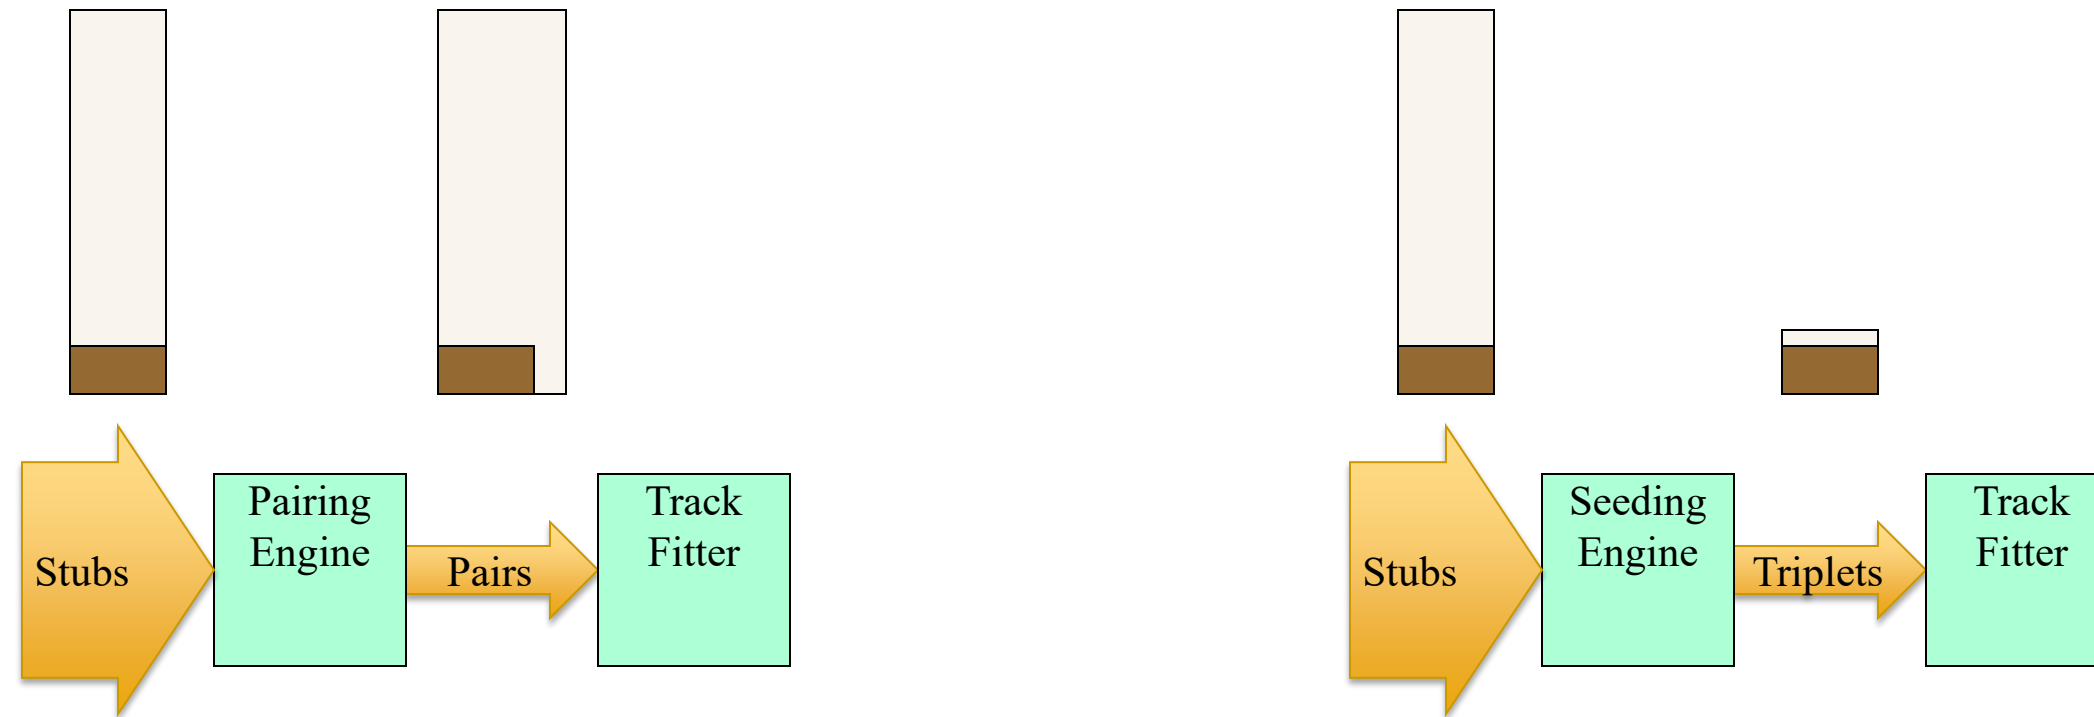 Stubs
Pairing
Engine
Pairs
Track
Fitter
Stubs
Seeding
Engine
Triplets
Track
Fitter